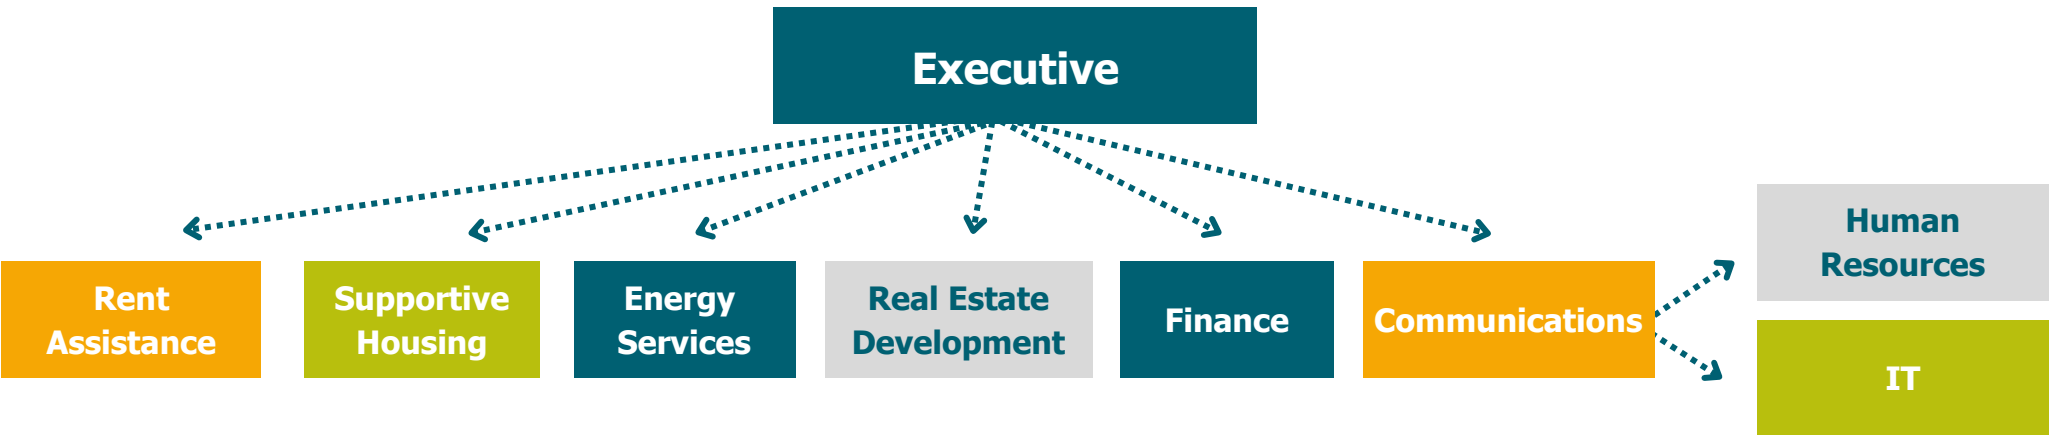 Executive
Rent
Assistance
Supportive
Housing
Energy
Services
Real Estate
Development
Finance
Communications
Human
Resources
IT